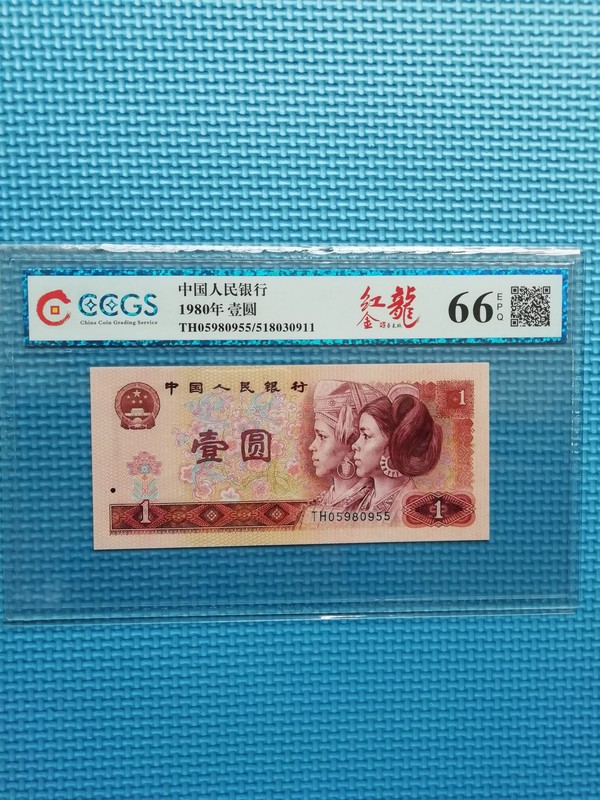 CCGS
China Coin Grading Service
中国人民银行
1980年 壹圆
TH05980955/518030911
红金龍
66
EPQ
中国人民银行
壹圆
1
TH05980955
1
1